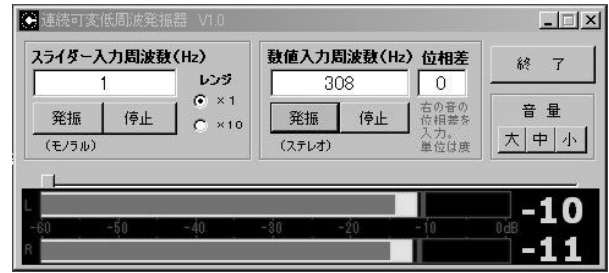 連続可変低周波発振器 V1.0
スライダー入力周波数(Hz)
1
レンジ
×1
×10
発振 停止
(モノラル)
数値入力周波数(Hz) 位相差
308 0
発振 停止
(ステレオ)
右の音の
位相差を
入力。
単位は度
終 了
音 量
大 中 小
L
-10
-60 -50 -40 -30 -20 -10 0dB
R
-11